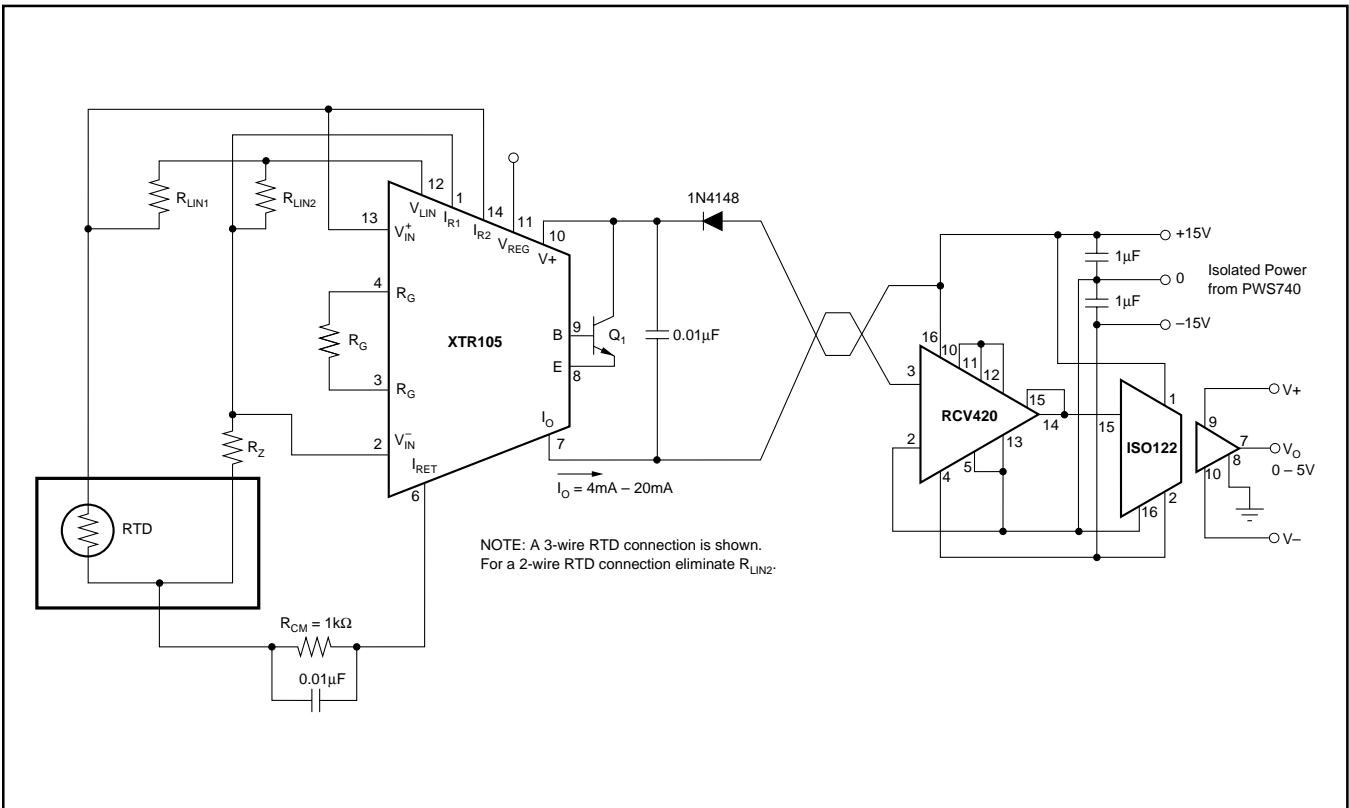 1N4148
12
1
14
11
R_LIN1
R_LIN2
13
V_LIN
I_R1
I_R2
V_REG
10
V+
V⁺_IN
+15V
1µF
0
Isolated Power
from PWS740
1µF
–15V
4
R_G
R_G
XTR105
B
9
Q₁
0.01µF
E
8
3
R_G
16
10
11
12
3
15
RCV420
14
2
13
5
4
1
15
ISO122
9
V+
7
V_O
0 – 5V
8
10
2
16
V–
I_O
7
2
V⁻_IN
I_RET
6
R_Z
I_O = 4mA – 20mA
RTD
NOTE: A 3-wire RTD connection is shown.
For a 2-wire RTD connection eliminate R_LIN2.
R_CM = 1kΩ
0.01µF